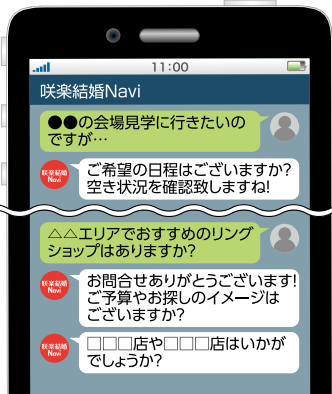 11:00
咲楽結婚Navi
●●の会場見学に行きたいの
ですが…
咲楽結婚
Navi
ご希望の日程はございますか?
空き状況を確認致しますね!
△△エリアでおすすめのリング
ショップはありますか?
咲楽結婚
Navi
お問合せありがとうございます!
ご予算やお探しのイメージは
ございますか?
咲楽結婚
Navi
□□□店や□□□店はいかが
でしょうか?